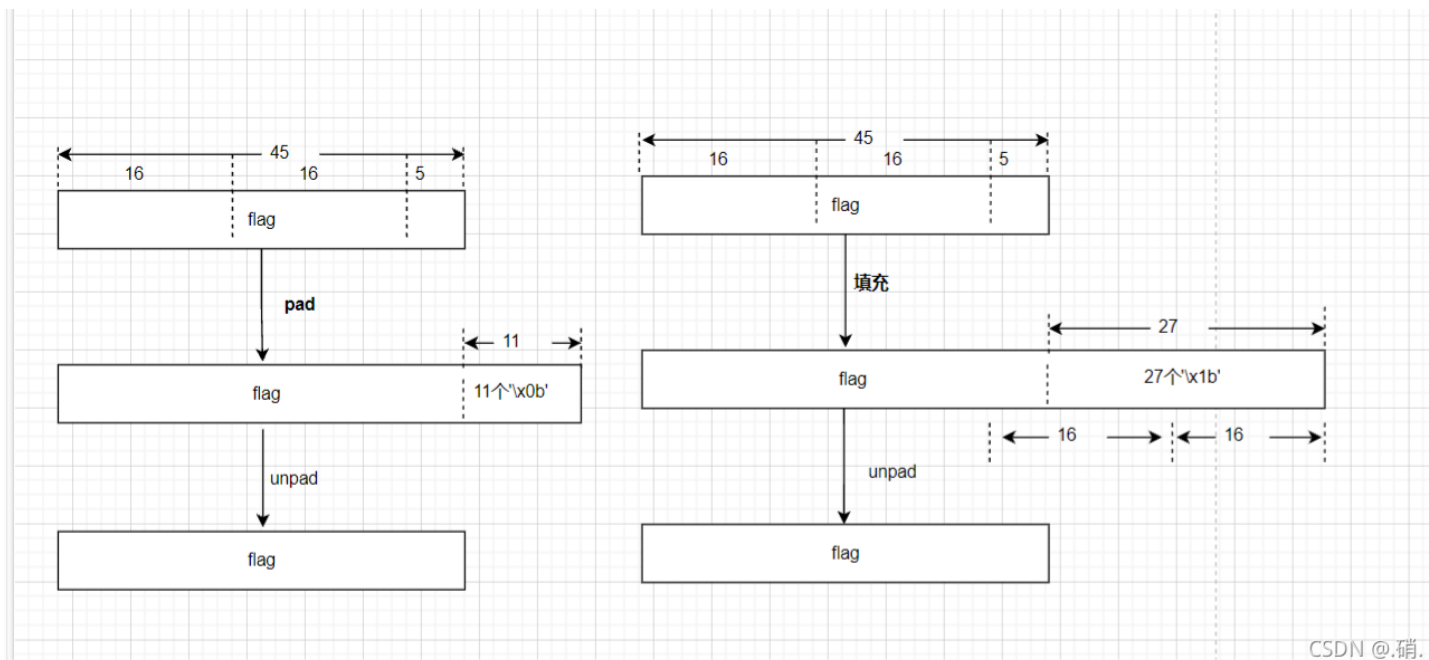 45
16 16 5
flag
pad
11
flag 11个'\x0b'
unpad
flag
45
16 16 5
flag
填充
27
flag 27个'\x1b'
16 16
unpad
flag
CSDN @.硝.